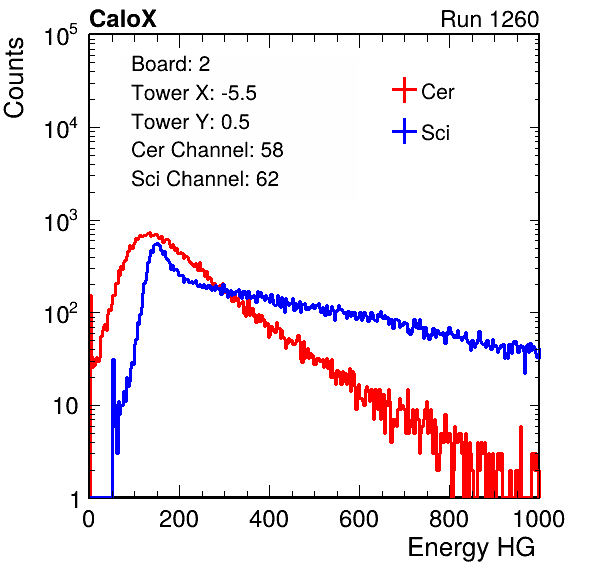 CaloX
Run 1260
Counts
Board: 2
Tower X: -5.5
Tower Y: 0.5
Cer Channel: 58
Sci Channel: 62
Cer
Sci
10^5
10^4
10^3
10^2
10
1
0 200 400 600 800 1000
Energy HG